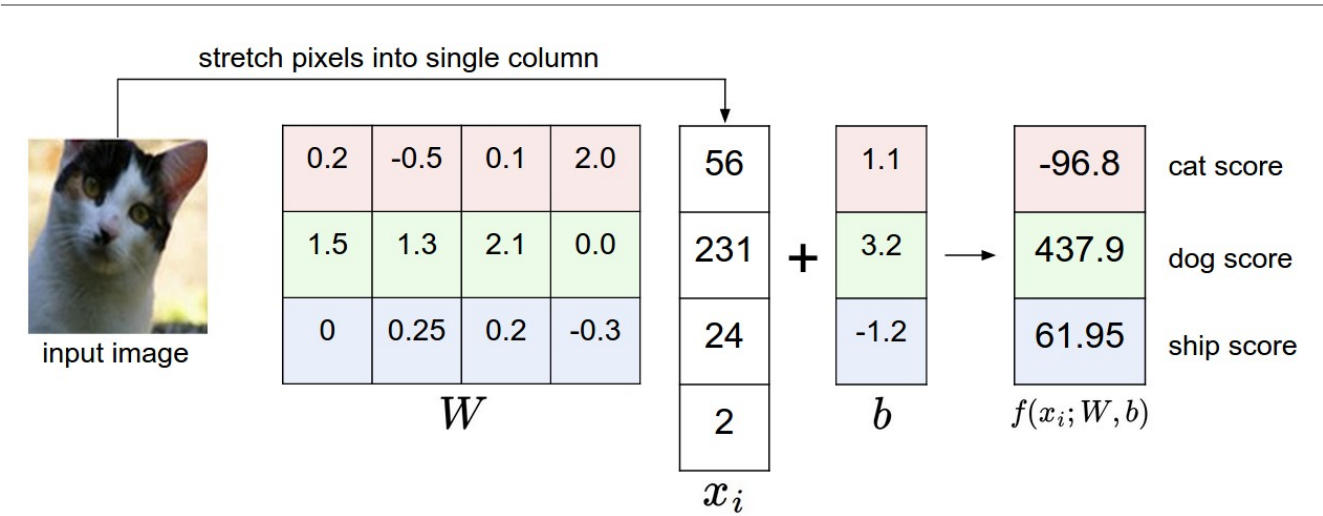 stretch pixels into single column
0.2 -0.5 0.1 2.0 56 1.1 -96.8 cat score
1.5 1.3 2.1 0.0 231 + 3.2 → 437.9 dog score
0 0.25 0.2 -0.3 24 -1.2 61.95 ship score
input image
W 2 b f(x_i; W, b)
x_i